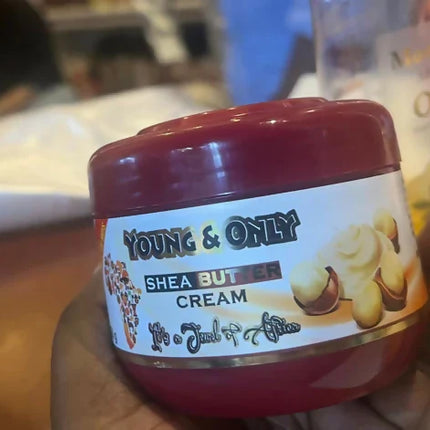 YOUNG & ONLY
SHEA BUTTER
CREAM
It's a Jewel of Africa